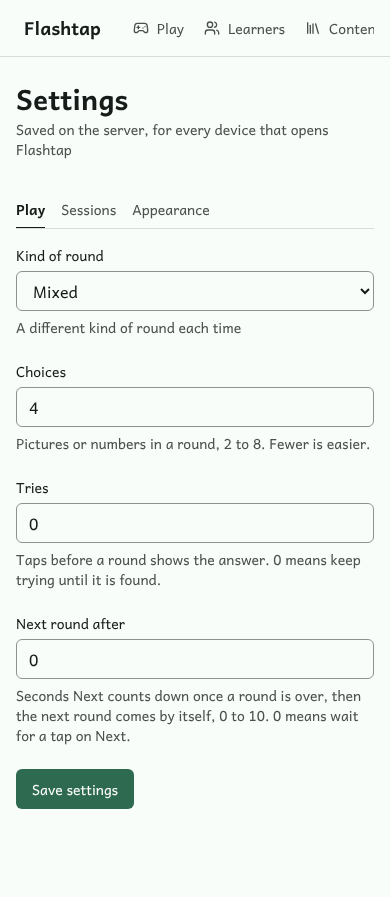 Flashtap
Play
Learners
Settings
Saved on the server, for every device that opens
Flashtap
Play
Sessions
Appearance
Kind of round
Mixed
A different kind of round each time
Choices
4
Pictures or numbers in a round, 2 to 8. Fewer is easier.
Tries
0
Taps before a round shows the answer. 0 means keep
trying until it is found.
Next round after
0
Seconds Next counts down once a round is over, then
the next round comes by itself, 0 to 10. 0 means wait
for a tap on Next.
Save settings